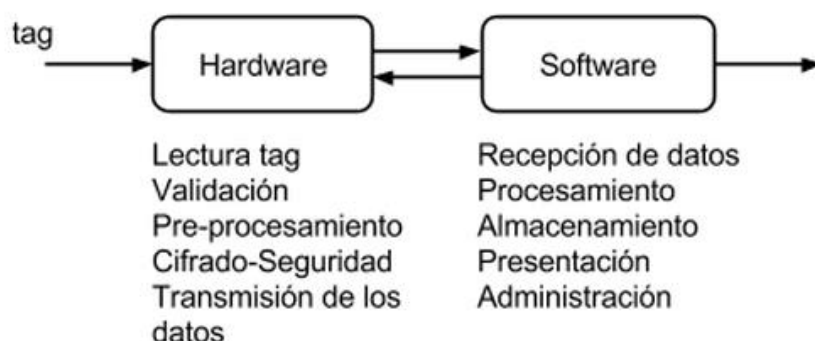 tag
Hardware
Software
Lectura tag
Validación
Pre-procesamiento
Cifrado-Seguridad
Transmisión de los
datos
Recepción de datos
Procesamiento
Almacenamiento
Presentación
Administración